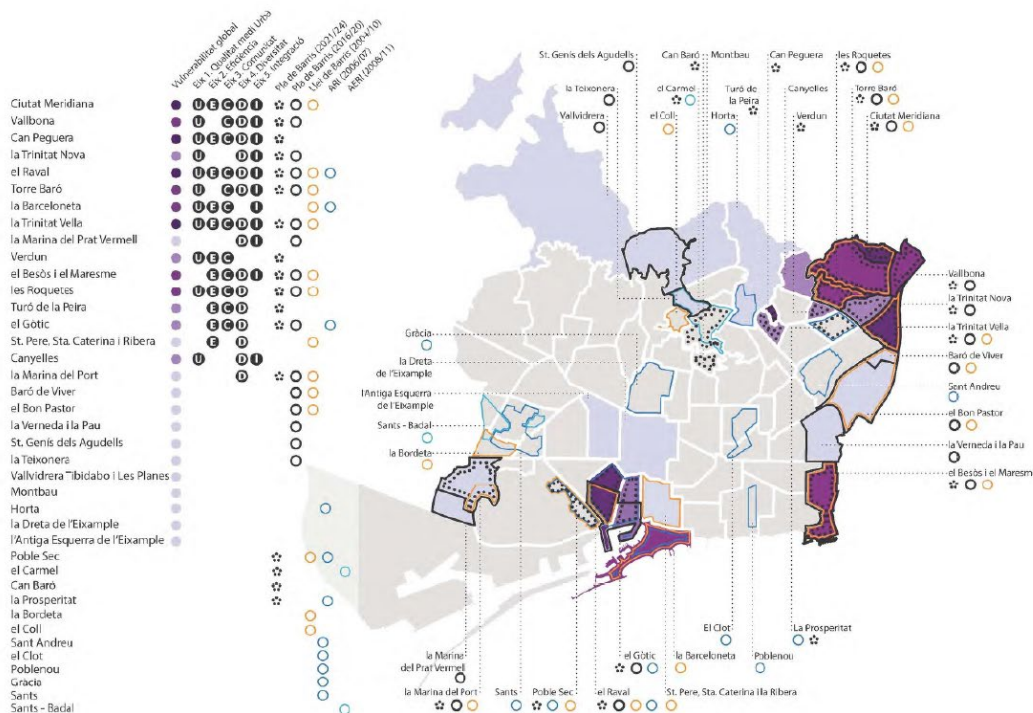 Vulnerabilitat global
Eix 1. Qualitat medi Urbà
Eix 2. Eficiència
Eix 3. Comunitat
Eix 4. Diversitat
Eix 5. Integració
Pla de Barris (2021/24)
Pla de Barris (2016/20)
Llei de Barris (2004/10)
ARI (2006/07)
AERI (2008/11)
Ciutat Meridiana U E C D I
Vallbona U C D I
Can Peguera U E C D I
la Trinitat Nova U D I
el Raval U E C D I
Torre Baró U C D I
la Barceloneta U E C I
la Trinitat Vella U E C D I
la Marina del Prat Vermell D I
Verdun U E C
el Besòs i el Maresme E C D I
les Roquetes U E C D
Turó de la Peira E C D
el Gòtic E C D
St. Pere, Sta. Caterina i Ribera E D
Canyelles U D I
la Marina del Port D
Baró de Viver
el Bon Pastor
la Verneda i la Pau
St. Genís dels Agudells
la Teixonera
Vallvidrera Tibidabo i Les Planes
Montbau
Horta
la Dreta de l'Eixample
l'Antiga Esquerra de l'Eixample
Poble Sec
el Carmel
Can Baró
la Prosperitat
la Bordeta
el Coll
Sant Andreu
el Clot
Poblenou
Gràcia
Sants
Sants - Badal
St. Genís dels Agudells
Can Baró
Montbau
Can Peguera
les Roquetes
la Teixonera
el Carmel
Turó de
la Peira
Canyelles
Torre Baró
Vallvidrera
el Coll
Horta
Verdun
Ciutat Meridiana
Vallbona
la Trinitat Nova
la Trinitat Vella
Baró de Viver
Sant Andreu
el Bon Pastor
la Verneda i la Pau
el Besòs i el Maresm
Gràcia
la Dreta
de l'Eixample
l'Antiga Esquerra
de l'Eixample
Sants - Badal
la Bordeta
El Clot
La Prosperitat
la Marina
del Prat Vermell
el Gòtic
la Barceloneta
Poblenou
la Marina del Port
Sants
Poble Sec
el Raval
St. Pere, Sta. Caterina i la Ribera